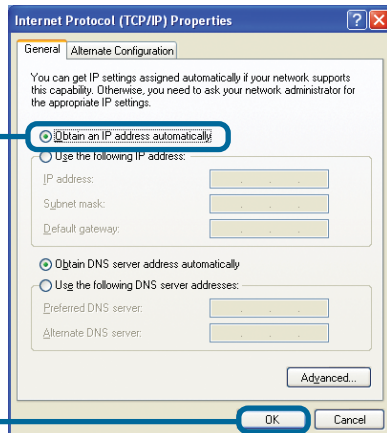 Internet Protocol (TCP/IP) Properties
General Alternate Configuration
You can get IP settings assigned automatically if your network supports
this capability. Otherwise, you need to ask your network administrator for
the appropriate IP settings.
Obtain an IP address automatically
Use the following IP address:
IP address:
Subnet mask:
Default gateway:
Obtain DNS server address automatically
Use the following DNS server addresses:
Preferred DNS server:
Alternate DNS server:
Advanced...
OK Cancel